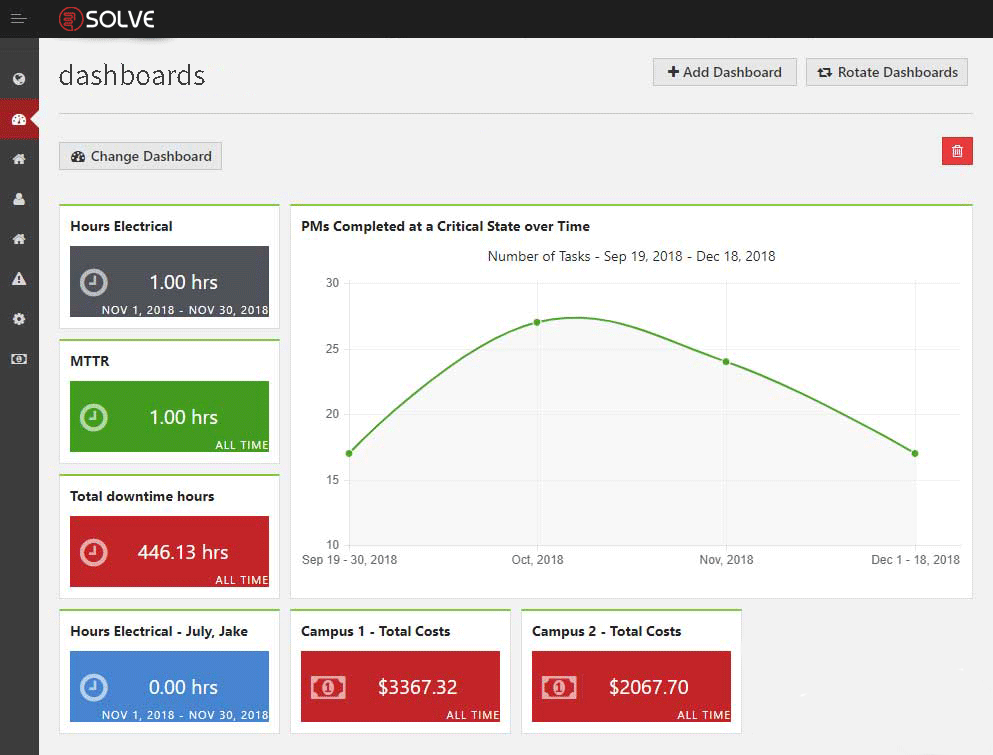 SOLVE
dashboards
Add Dashboard
Rotate Dashboards
Change Dashboard
Hours Electrical
1.00 hrs
NOV 1, 2018 - NOV 30, 2018
MTTR
1.00 hrs
ALL TIME
Total downtime hours
446.13 hrs
ALL TIME
PMs Completed at a Critical State over Time
Number of Tasks - Sep 19, 2018 - Dec 18, 2018
30
25
20
15
10
Sep 19 - 30, 2018
Oct, 2018
Nov, 2018
Dec 1 - 18, 2018
Hours Electrical - July, Jake
0.00 hrs
NOV 1, 2018 - NOV 30, 2018
Campus 1 - Total Costs
1
$3367.32
ALL TIME
Campus 2 - Total Costs
1
$2067.70
ALL TIME